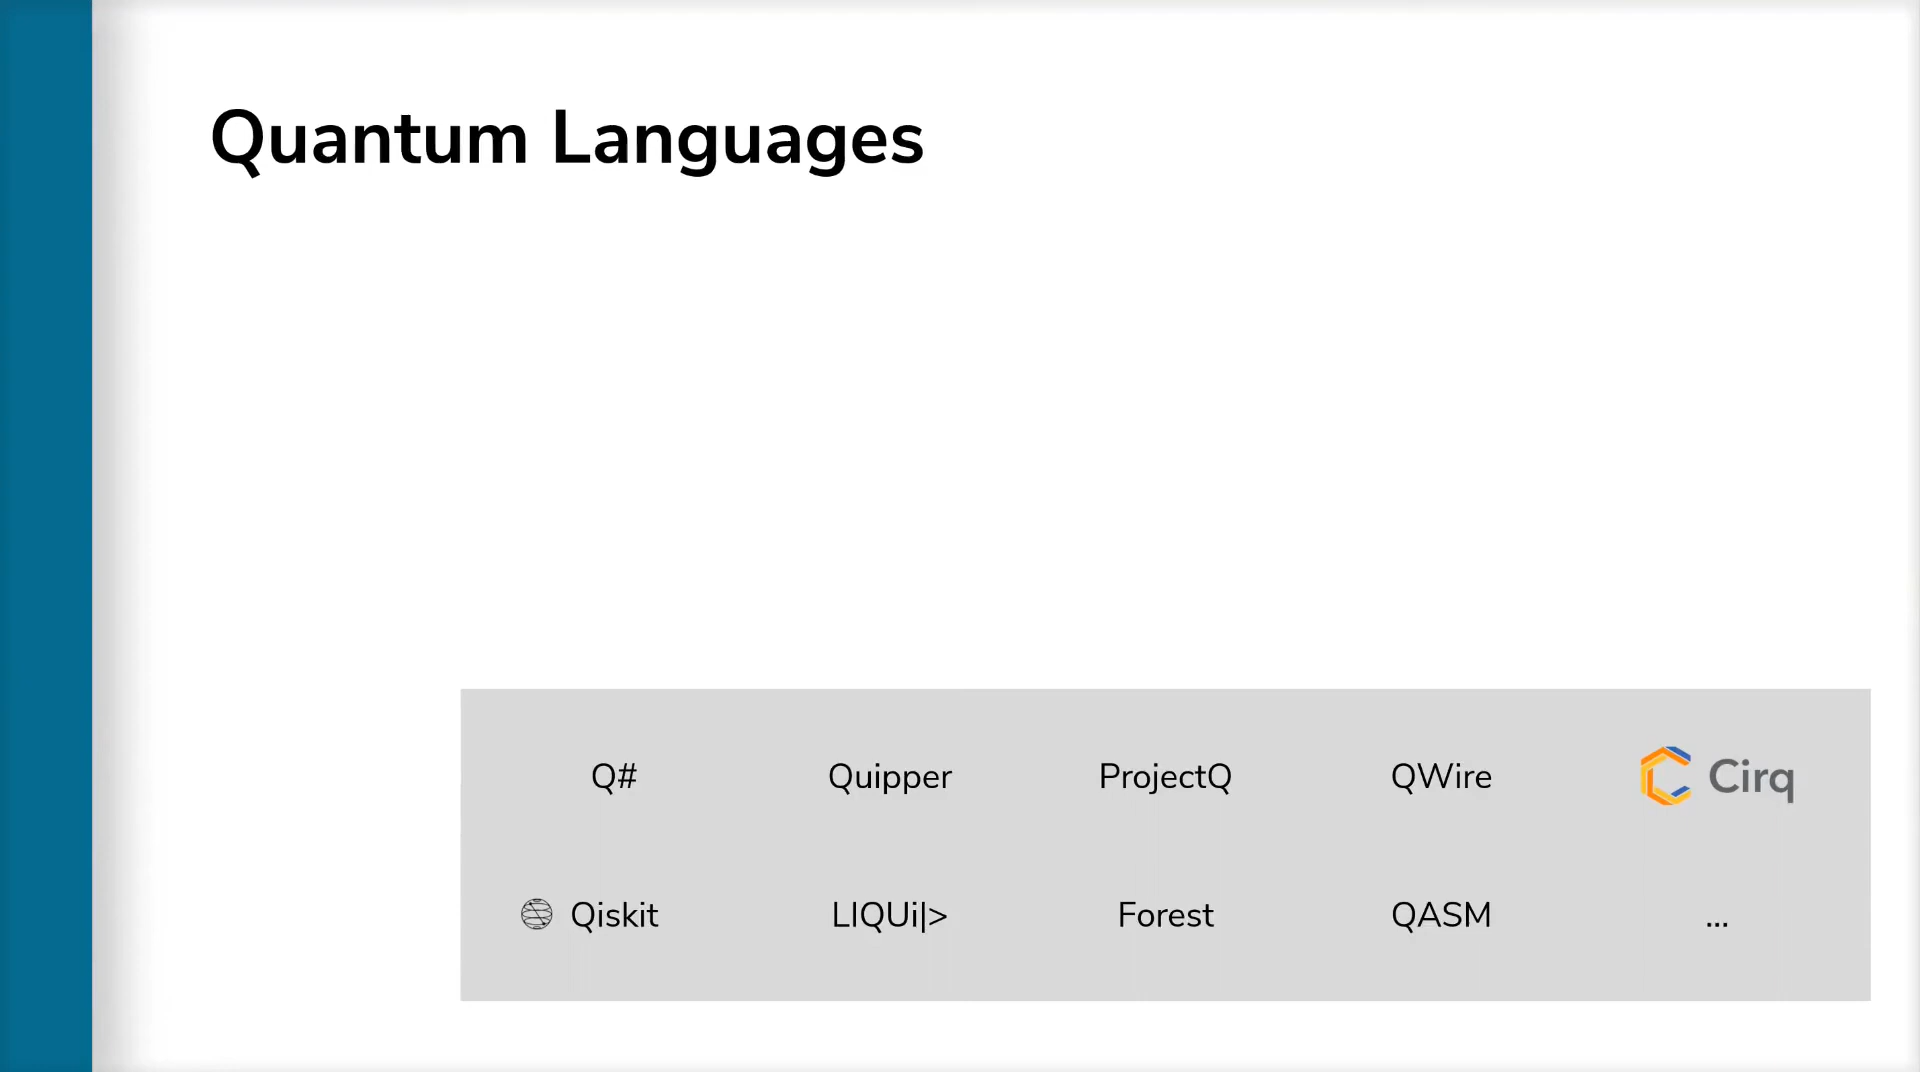 Quantum Languages
Q# Quipper ProjectQ QWire Cirq
Qiskit LIQUi|> Forest QASM ...